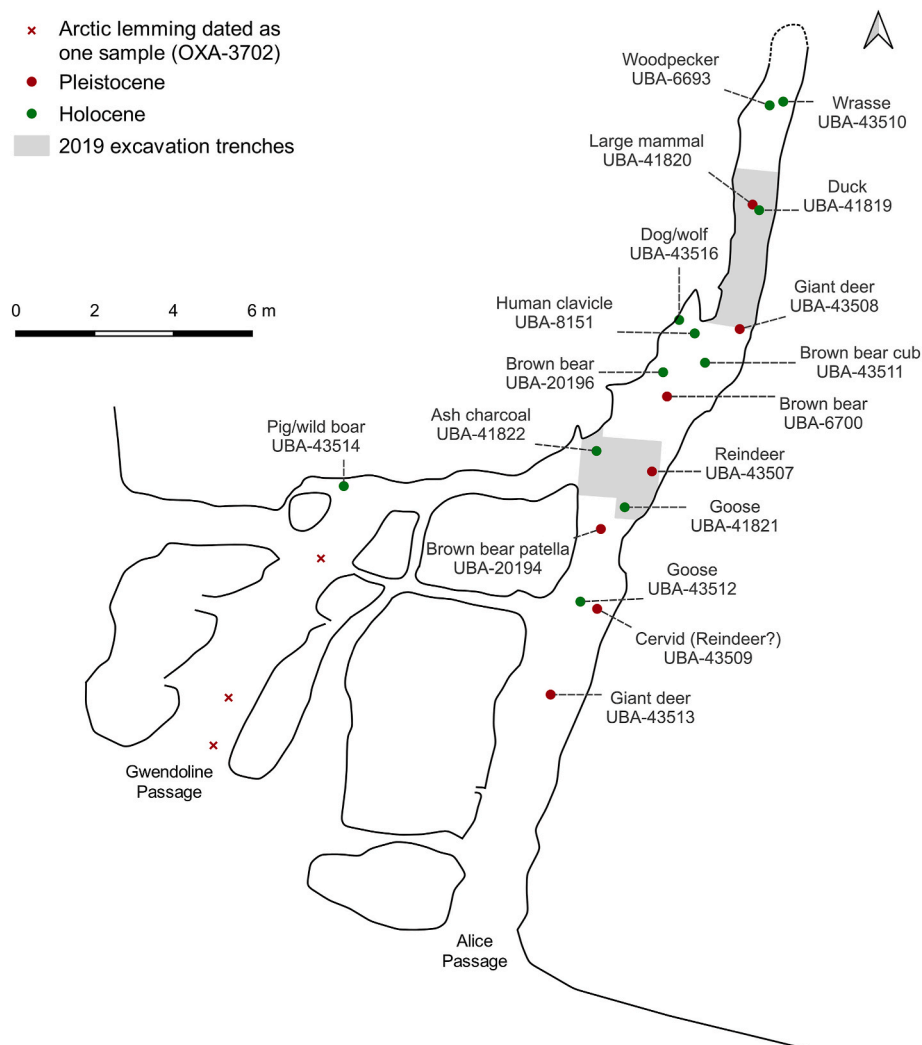 Arctic lemming dated as
one sample (OXA-3702)
Pleistocene
Holocene
2019 excavation trenches
0 2 4 6 m
Woodpecker
UBA-6693
Wrasse
UBA-43510
Large mammal
UBA-41820
Duck
UBA-41819
Dog/wolf
UBA-43516
Giant deer
UBA-43508
Human clavicle
UBA-8151
Brown bear cub
UBA-43511
Brown bear
UBA-20196
Brown bear
UBA-6700
Ash charcoal
UBA-41822
Pig/wild boar
UBA-43514
Reindeer
UBA-43507
Goose
UBA-41821
Brown bear patella
UBA-20194
Goose
UBA-43512
Cervid (Reindeer?)
UBA-43509
Giant deer
UBA-43513
Gwendoline
Passage
Alice
Passage